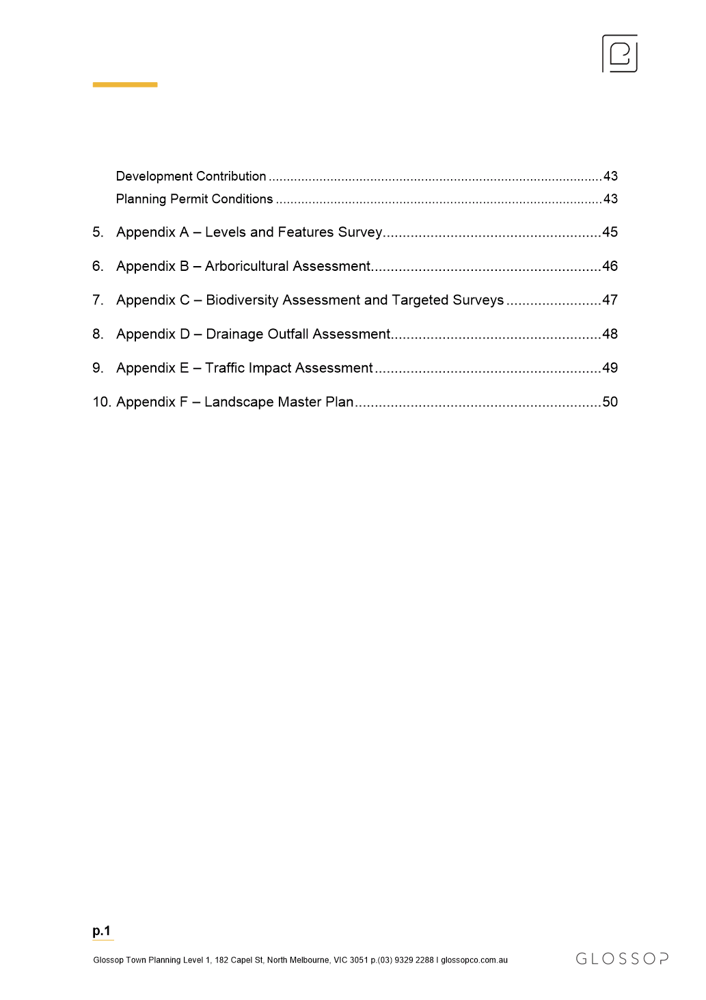 Development Contribution ............................................................................................43
Planning Permit Conditions ..........................................................................................43
5. Appendix A – Levels and Features Survey.......................................................45
6. Appendix B – Arboricultural Assessment..........................................................46
7. Appendix C – Biodiversity Assessment and Targeted Surveys ........................47
8. Appendix D – Drainage Outfall Assessment.....................................................48
9. Appendix E – Traffic Impact Assessment .........................................................49
10. Appendix F – Landscape Master Plan..............................................................50
p.1
Glossop Town Planning Level 1, 182 Capel St, North Melbourne, VIC 3051 p.(03) 9329 2288 I glossopco.com.au
GLOSSOP